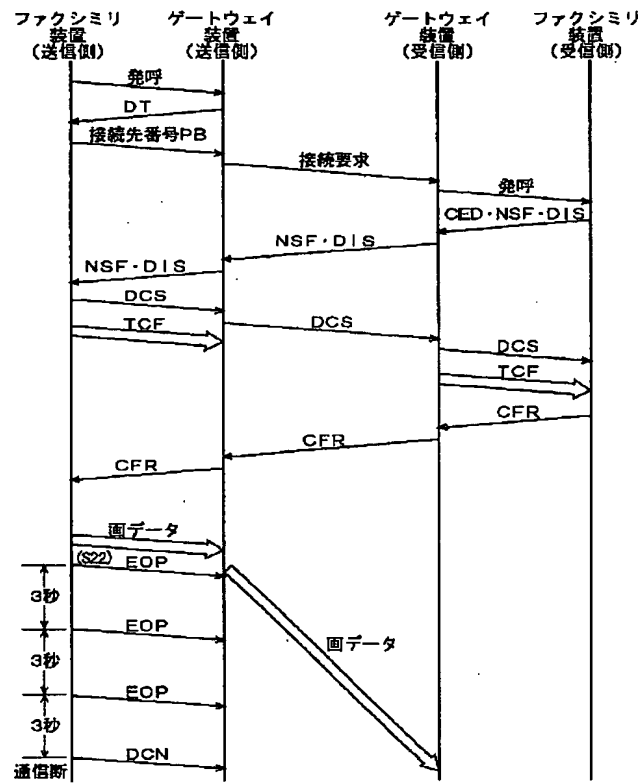 ファクシミリ
装置
(送信側)
ゲートウェイ
装置
(送信側)
ゲートウェイ
装置
(受信側)
ファクシミリ
装置
(受信側)
発呼
DT
接続先番号PB
接続要求
発呼
CED・NSF・DIS
NSF・DIS
NSF・DIS
DCS
TCF
DCS
DCS
TCF
CFR
CFR
CFR
画データ
(S22) EOP
3秒
画データ
EOP
3秒
EOP
3秒
DCN
通信断